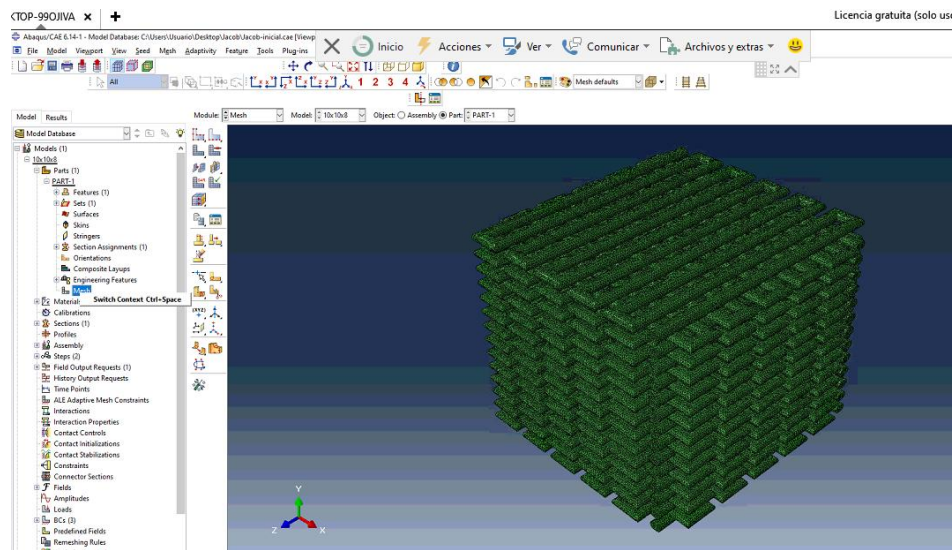 KTOP-99OJIVA
Licencia gratuita (solo uso
Abaqus/CAE 6.14-1 - Model Database: C:\Users\Usuario\Desktop\Jacob\Jacob-inicial.cae [Viewp
File Model Viewport View Seed Mesh Adaptivity Feature Tools Plug-ins
Inicio Acciones Ver Comunicar Archivos y extras
All
1 2 3 4
Mesh defaults
Model Results
Module: Mesh Model: 10x10x8 Object: Assembly Part: PART-1
Model Database
Models (1)
10x10x8
Parts (1)
PART-1
Features (1)
Sets (1)
Surfaces
Skins
Stringers
Section Assignments (1)
Orientations
Composite Layups
Engineering Features
Mesh
Switch Context Ctrl+Space
Materials
Calibrations
Sections (1)
Profiles
Assembly
Steps (2)
Field Output Requests (1)
History Output Requests
Time Points
ALE Adaptive Mesh Constraints
Interactions
Interaction Properties
Contact Controls
Contact Initializations
Contact Stabilizations
Constraints
Connector Sections
Fields
Amplitudes
Loads
BCs (3)
Predefined Fields
Remeshing Rules
Y
Z X